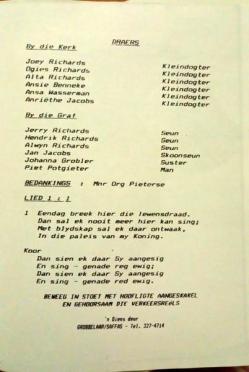 DRAERS
By die Kerk
Joey Richards Kleindogter
Ogies Richards Kleindogter
Alta Richards Kleindogter
Ansie Benneke Kleindogter
Ansa Wasserman Kleindogter
Anriëthe Jacobs Kleindogter
By die Graf
Jerry Richards Seun
Hendrik Richards Seun
Alwyn Richards Seun
Jan Jacobs Skoonseun
Johanna Grobler Suster
Piet Potgieter Man
BEDANKINGS : Mnr Org Pieterse
LIED 1 : 1
1 Eendag breek hier die lewensdraad.
Dan sal ek nooit meer hier kan sing;
Met blydskap sal ek daar ontwaak,
In die paleis van my Koning.
Koor
Dan sien ek daar Sy aangesig
En sing - genade reg ewig;
Dan sien ek daar Sy aangesig
En sing - genade red ewig.
BEWEEG IN STOET MET HOOFLIGTE AANGESKAKEL
EN GEHOORSAAM DIE VERKEERSREëLS
'n Diens deur
GROBBELAAR/SAFFAS - Tel. 327-4714